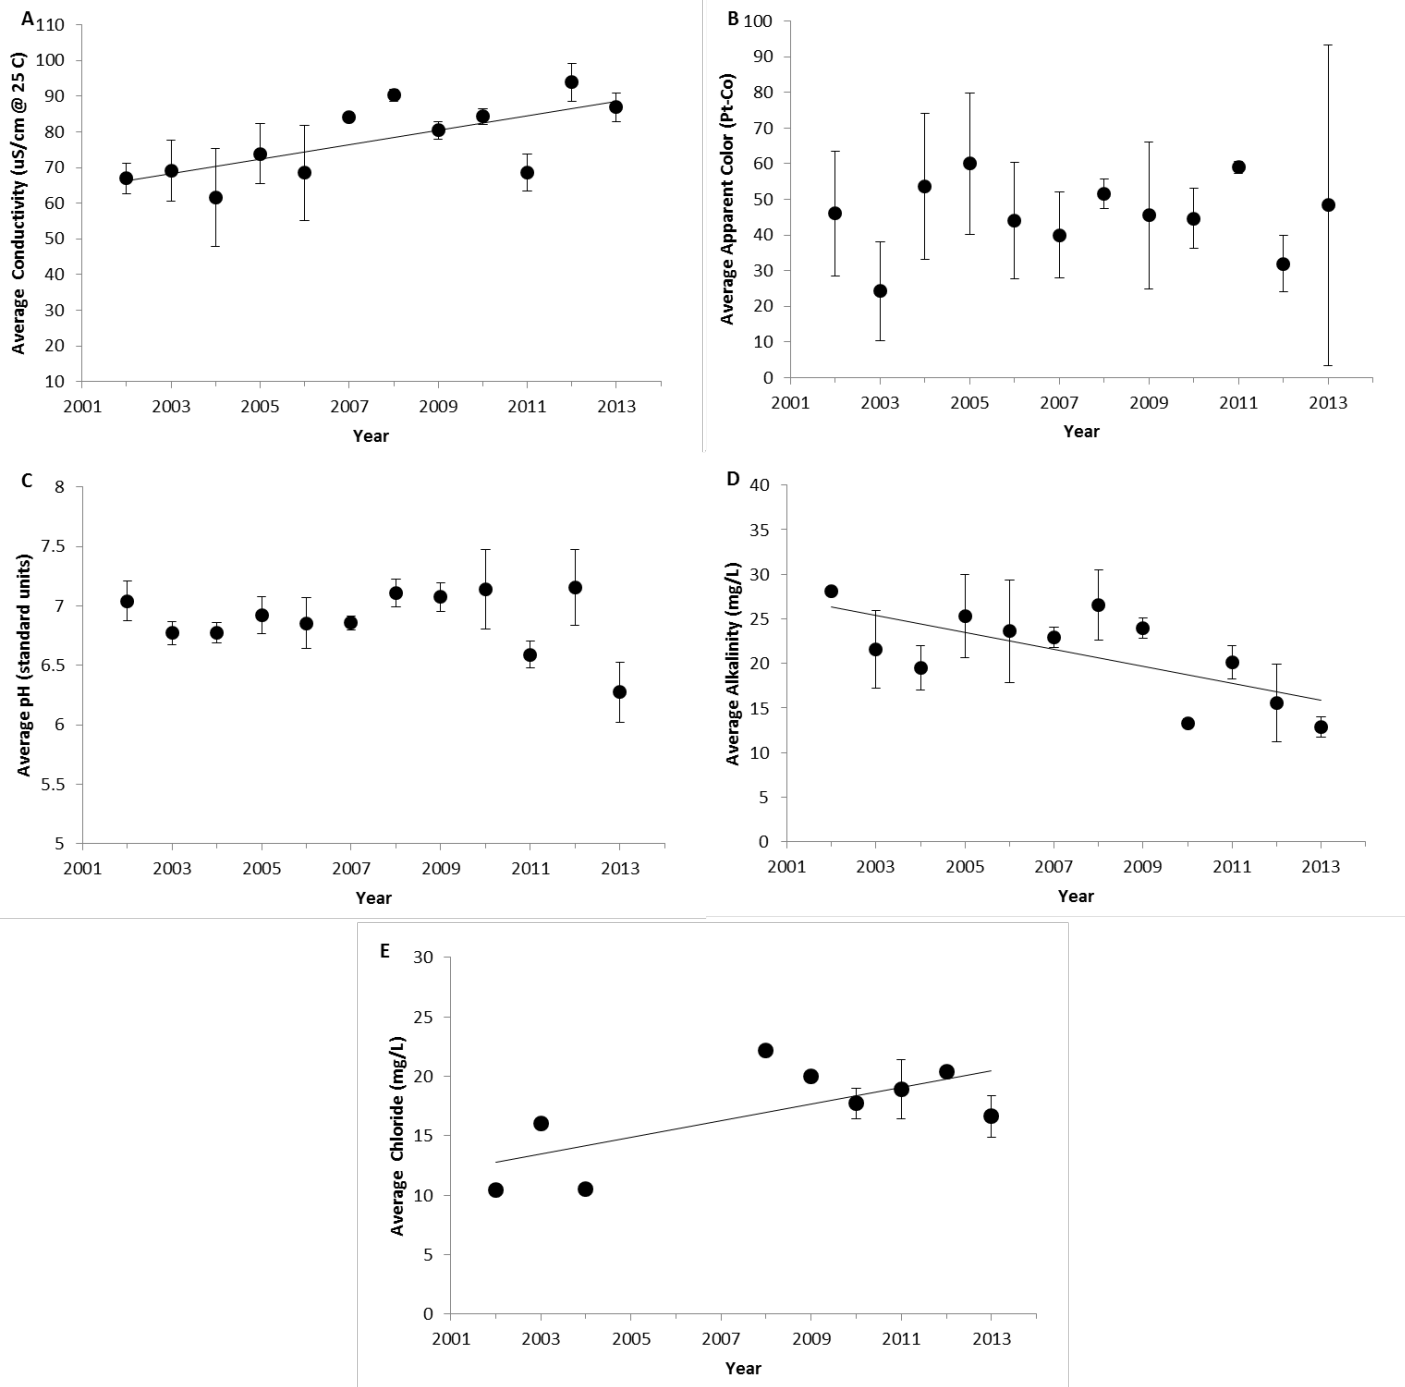 A
110
100
90
80
70
60
50
40
30
20
10
Average Conductivity (uS/cm @ 25 C)
2001 2003 2005 2007 2009 2011 2013
Year
B
100
90
80
70
60
50
40
30
20
10
0
Average Apparent Color (Pt-Co)
2001 2003 2005 2007 2009 2011 2013
Year
C
8
7.5
7
6.5
6
5.5
5
Average pH (standard units)
2001 2003 2005 2007 2009 2011 2013
Year
D
40
35
30
25
20
15
10
5
0
Average Alkalinity (mg/L)
2001 2003 2005 2007 2009 2011 2013
Year
E
30
25
20
15
10
5
0
Average Chloride (mg/L)
2001 2003 2005 2007 2009 2011 2013
Year